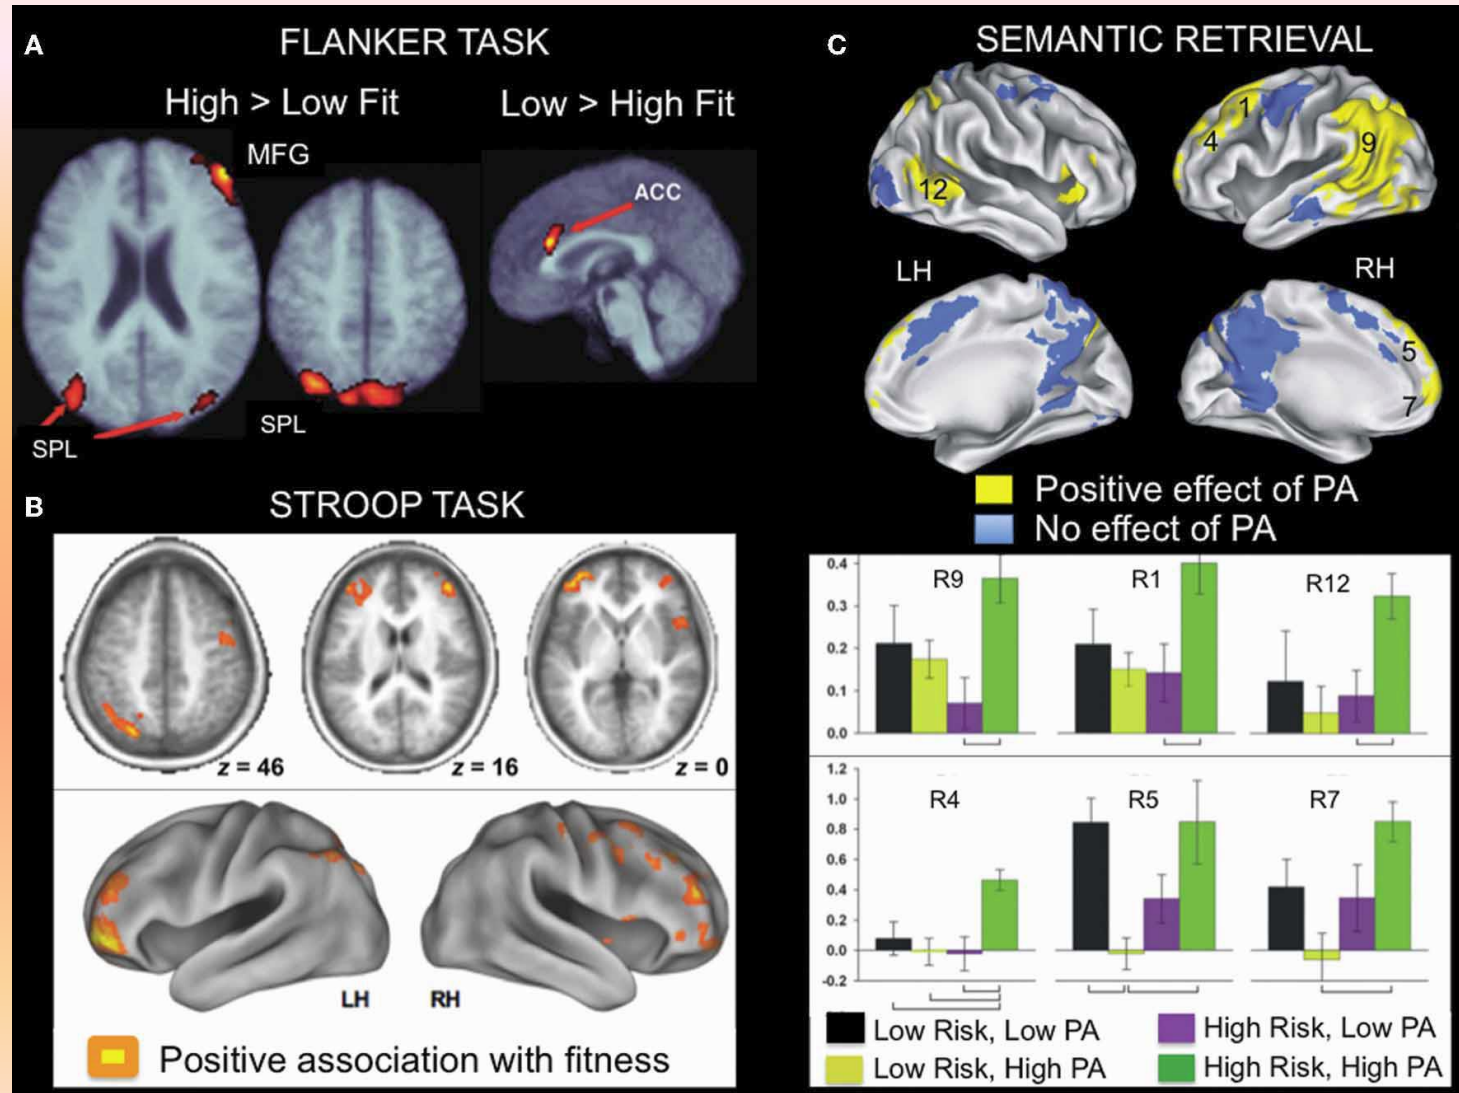 A
FLANKER TASK
High > Low Fit
Low > High Fit
MFG
ACC
SPL
SPL
B
STROOP TASK
z = 46
z = 16
z = 0
LH
RH
Positive association with fitness
C
SEMANTIC RETRIEVAL
1
4
9
12
LH
RH
5
7
Positive effect of PA
No effect of PA
0.4
0.3
0.2
0.1
0.0
R9
R1
R12
1.2
1.0
0.8
0.6
0.4
0.2
0.0
-0.2
R4
R5
R7
Low Risk, Low PA
High Risk, Low PA
Low Risk, High PA
High Risk, High PA